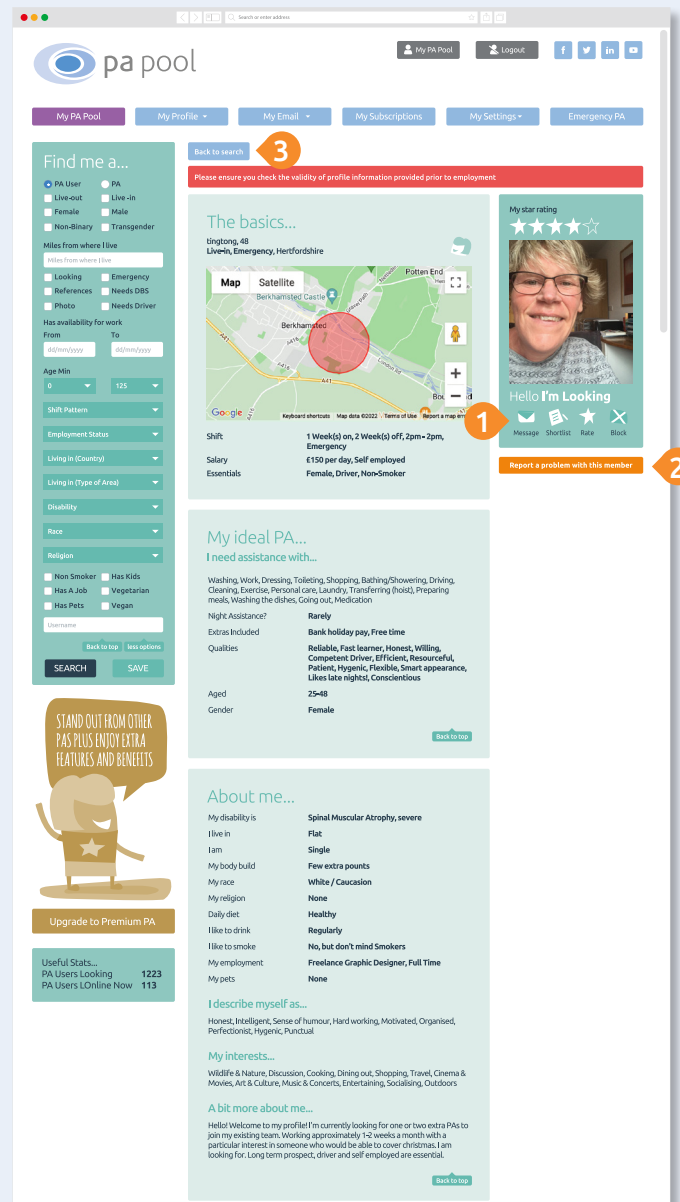 Search or enter address
pa pool
My PA Pool
Logout
My PA Pool
My Profile
My Email
My Subscriptions
My Settings
Emergency PA
Find me a...
PA User PA
Live-out Live -in
Female Male
Non-Binary Transgender
Miles from where I live
Miles from where I live
Looking Emergency
References Needs DBS
Photo Needs Driver
Has availability for work
From To
dd/mm/yyyy dd/mm/yyyy
Age Min
0 125
Shift Pattern
Employment Status
Living in (Country)
Living in (Type of Area)
Disability
Race
Religion
Non Smoker Has Kids
Has A Job Vegetarian
Has Pets Vegan
Username
Back to top less options
SEARCH SAVE
STAND OUT FROM OTHER
PAS PLUS ENJOY EXTRA
FEATURES AND BENEFITS
Upgrade to Premium PA
Useful Stats...
PA Users Looking 1223
PA Users LOnline Now 113
Back to search
3
Please ensure you check the validity of profile information provided prior to employment
The basics...
tingtong, 48
Live-in, Emergency, Hertfordshire
Map Satellite
Potten End
Berkhamsted Castle
Berkhamsted
A41
A416
A4251
London Rd
A416
A41
Google
Keyboard shortcuts Map data ©2022 Terms of Use Report a map
Shift 1 Week(s) on, 2 Week(s) off, 2pm- 2pm,
Emergency
Salary £150 per day, Self employed
Essentials Female, Driver, Non-Smoker
My ideal PA...
I need assistance with...
Washing, Work, Dressing, Toileting, Shopping, Bathing/Showering, Driving,
Cleaning, Exercise, Personal care, Laundry, Transferring (hoist), Preparing
meals, Washing the dishes, Going out, Medication
Night Assistance? Rarely
Extras Included Bank holiday pay, Free time
Qualities Reliable, Fast learner, Honest, Willing,
Competent Driver, Efficient, Resourceful,
Patient, Hygenic, Flexible, Smart appearance,
Likes late nights!, Conscientious
Aged 25-48
Gender Female
Back to top
About me...
My disability is Spinal Muscular Atrophy, severe
I live in Flat
I am Single
My body build Few extra pounts
My race White / Caucasion
My religion None
Daily diet Healthy
I like to drink Regularly
I like to smoke No, but don't mind Smokers
My employment Freelance Graphic Designer, Full Time
My pets None
I describe myself as...
Honest, Intelligent, Sense of humour, Hard working, Motivated, Organised,
Perfectionist, Hygenic, Punctual
My interests...
Wildlife & Nature, Discussion, Cooking, Dining out, Shopping, Travel, Cinema &
Movies, Art & Culture, Music & Concerts, Entertaining, Socialising, Outdoors
A bit more about me...
Hello! Welcome to my profile! I'm currently looking for one or two extra PAs to
join my existing team. Working approximately 1-2 weeks a month with a
particular interest in someone who would be able to cover christmas. I am
looking for. Long term prospect, driver and self employed are essential.
Back to top
My star rating
Hello I'm Looking
1
Message Shortlist Rate Block
Report a problem with this member
2